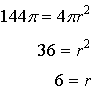 144π = 4πr²
36 = r²
6 = r